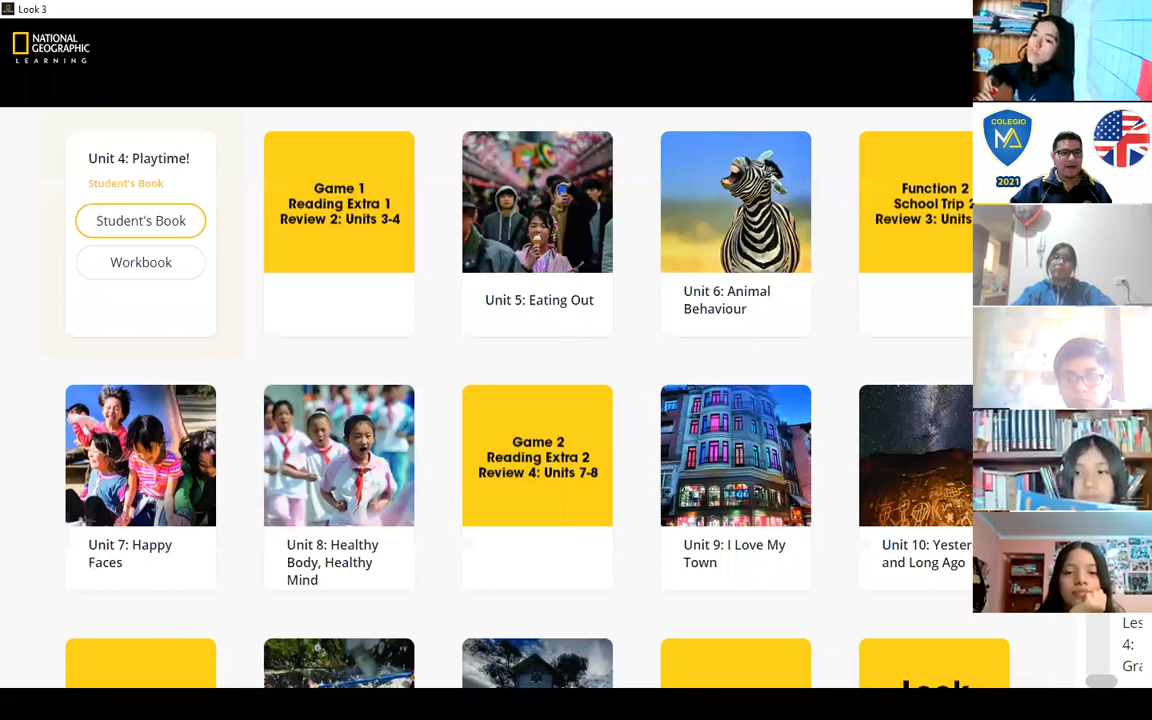 Look 3
NATIONAL
GEOGRAPHIC
LEARNING
Unit 4: Playtime!
Student's Book
Student's Book
Workbook
Game 1
Reading Extra 1
Review 2: Units 3-4
Unit 5: Eating Out
Unit 6: Animal
Behaviour
Function 2
School Trip 2
Review 3: Units
COLEGIO
MA
2021
Unit 7: Happy
Faces
Unit 8: Healthy
Body, Healthy
Mind
Game 2
Reading Extra 2
Review 4: Units 7-8
Unit 9: I Love My
Town
Unit 10: Yester
and Long Ago
Les
4:
Gra
look